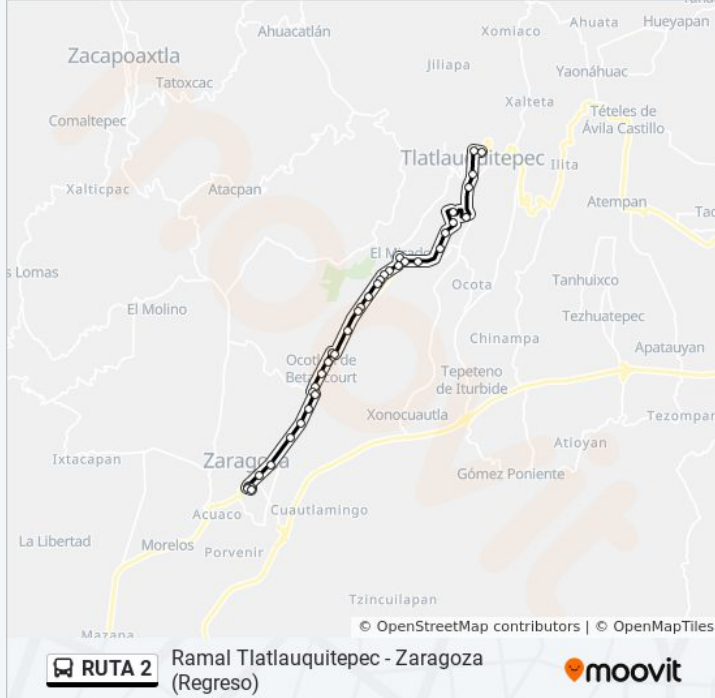 Hueyapan
Ahuata
Ahuacatlán
Xomiaco
Zacapoaxtla
Jiliapa
Yaonáhuac
Tatoxcac
Xalteta
Comaltepec
Tételes de
Ávila Castillo
Tlatlauquitepec
Ilita
Xalticpac
Atacpan
Atempan
El Mirado
s Lomas
Tanhuixco
Ocota
El Molino
Tezhuatepec
Chinampa
Apatauyan
Ocotlán de
Betancourt
Tepeteno
de Iturbide
Xonocuautla
Tezompan
Atioyan
Ixtacapan
Zaragoza
Gómez Poniente
Acuaco
Cuautlamingo
La Libertad
Morelos
Porvenir
Tzincuilapan
Mazapa
© OpenStreetMap contributors | © OpenMapTiles
RUTA 2
Ramal Tlatlauquitepec - Zaragoza
(Regreso)
moovit